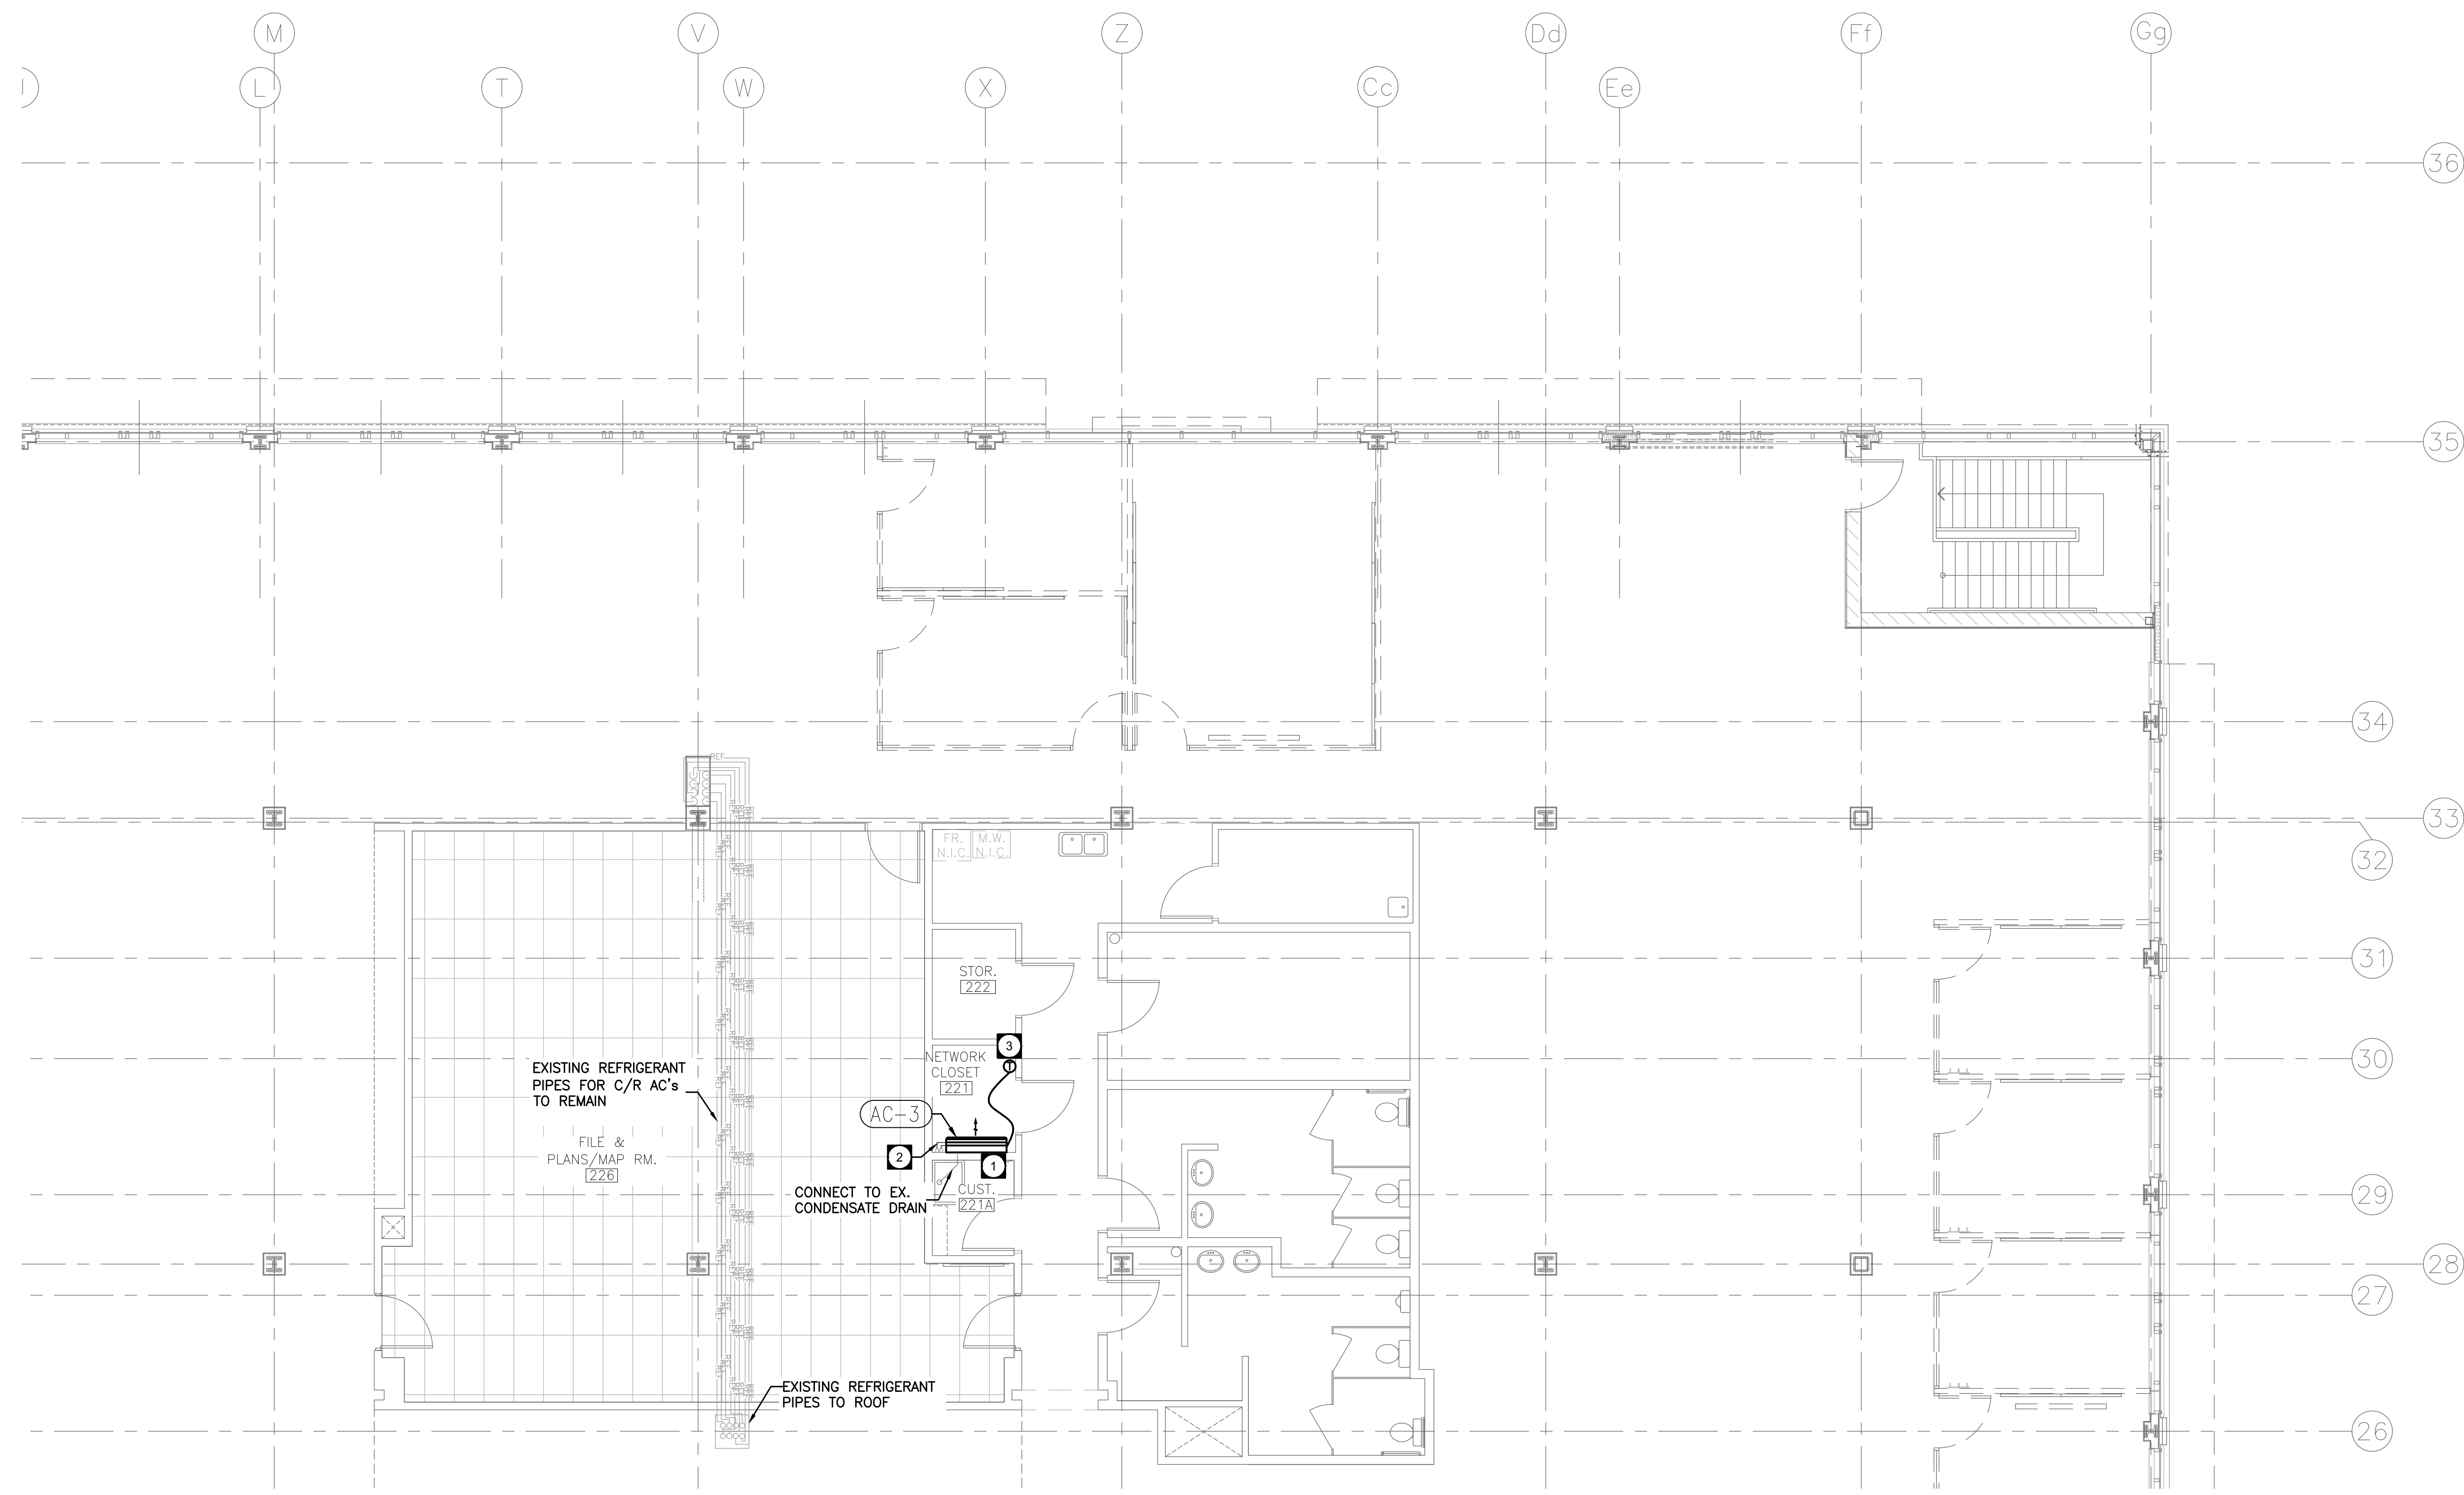 M
V
Z
Dd
Ff
Gg
L
T
W
X
Cc
Ee
36
35
34
REF
33
32
FR.
N.I.C.
M.W.
N.I.C.
31
STOR.
222
3
30
NETWORK
CLOSET
221
T
EXISTING REFRIGERANT
PIPES FOR C/R AC's
TO REMAIN
AC-3
FILE &
PLANS/MAP RM.
226
2
1
CONNECT TO EX.
CONDENSATE DRAIN
CUST.
221A
29
28
27
EXISTING REFRIGERANT
PIPES TO ROOF
26